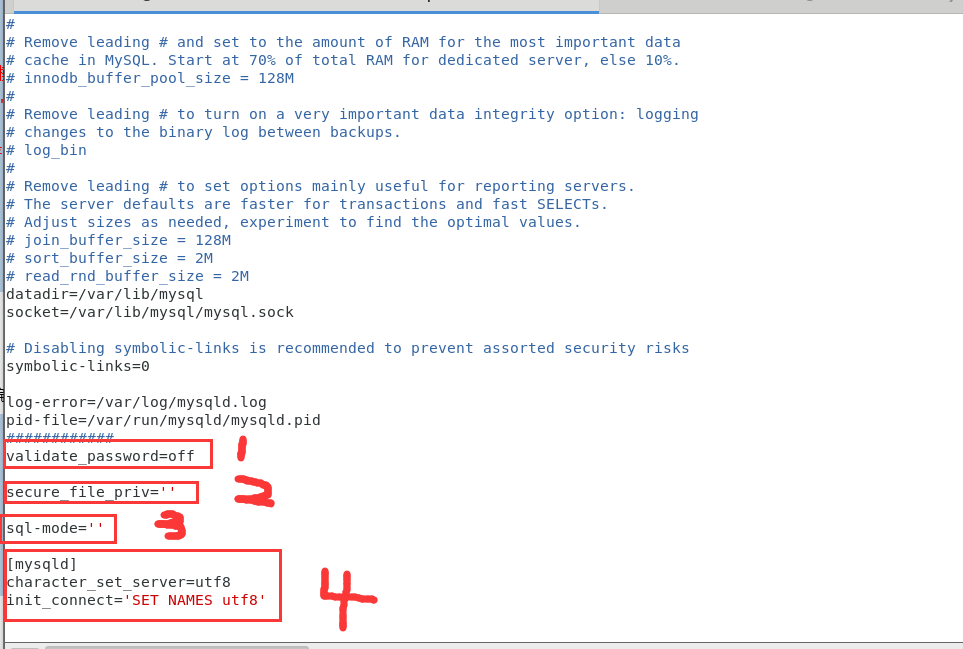 #
# Remove leading # and set to the amount of RAM for the most important data
# cache in MySQL. Start at 70% of total RAM for dedicated server, else 10%.
# innodb_buffer_pool_size = 128M
#
# Remove leading # to turn on a very important data integrity option: logging
# changes to the binary log between backups.
# log_bin
#
# Remove leading # to set options mainly useful for reporting servers.
# The server defaults are faster for transactions and fast SELECTs.
# Adjust sizes as needed, experiment to find the optimal values.
# join_buffer_size = 128M
# sort_buffer_size = 2M
# read_rnd_buffer_size = 2M
datadir=/var/lib/mysql
socket=/var/lib/mysql/mysql.sock
# Disabling symbolic-links is recommended to prevent assorted security risks
symbolic-links=0
log-error=/var/log/mysqld.log
pid-file=/var/run/mysqld/mysqld.pid
############
validate_password=off 1
secure_file_priv='' 2
sql-mode='' 3
[mysqld]
character_set_server=utf8
init_connect='SET NAMES utf8' 4